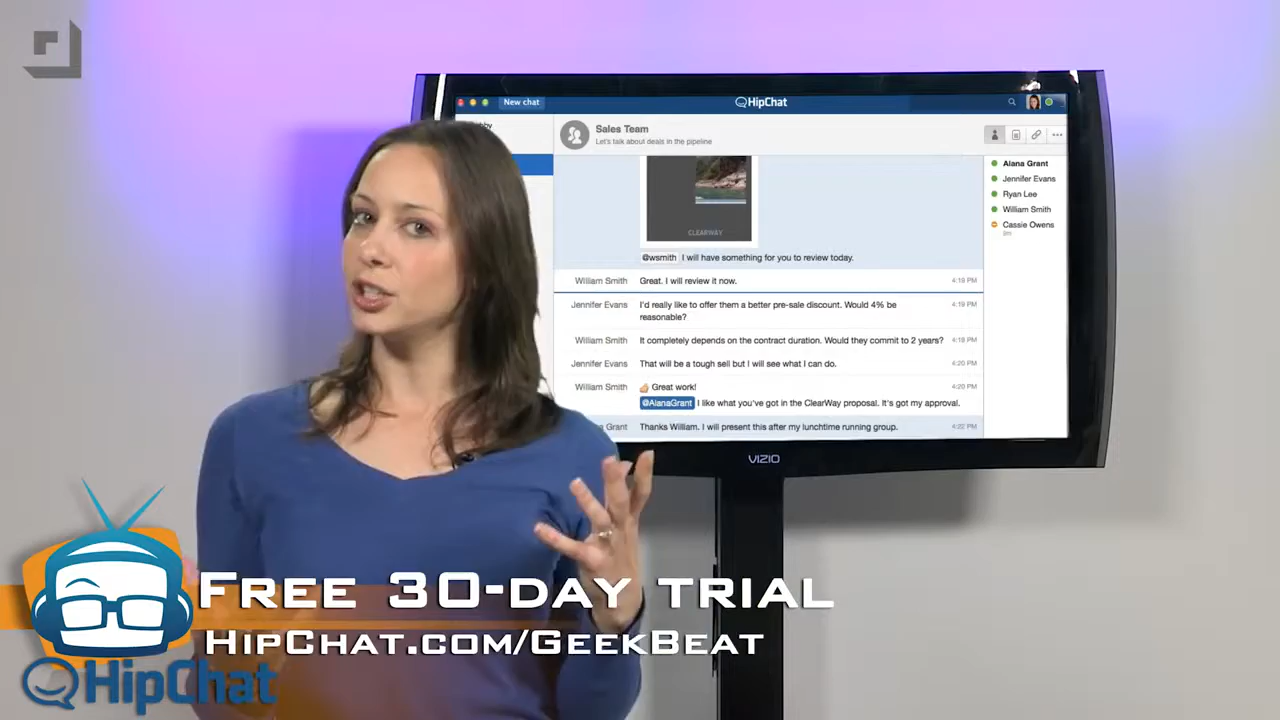 New chat
HipChat
bby
Sales Team
Let's talk about deals in the pipeline
Alana Grant
Jennifer Evans
Ryan Lee
William Smith
Cassie Owens
CLEARWAY
@wsmith I will have something for you to review today.
William Smith Great. I will review it now. 4:19 PM
Jennifer Evans I'd really like to offer them a better pre-sale discount. Would 4% be 4:19 PM
reasonable?
William Smith It completely depends on the contract duration. Would they commit to 2 years? 4:19 PM
Jennifer Evans That will be a tough sell but I will see what I can do. 4:20 PM
William Smith Great work! 4:20 PM
@AlanaGrant I like what you've got in the ClearWay proposal. It's got my approval.
Grant Thanks William. I will present this after my lunchtime running group. 4:22 PM
VIZIO
FREE 30-DAY TRIAL
HIPCHAT.COM/GEEKBEAT
HipChat